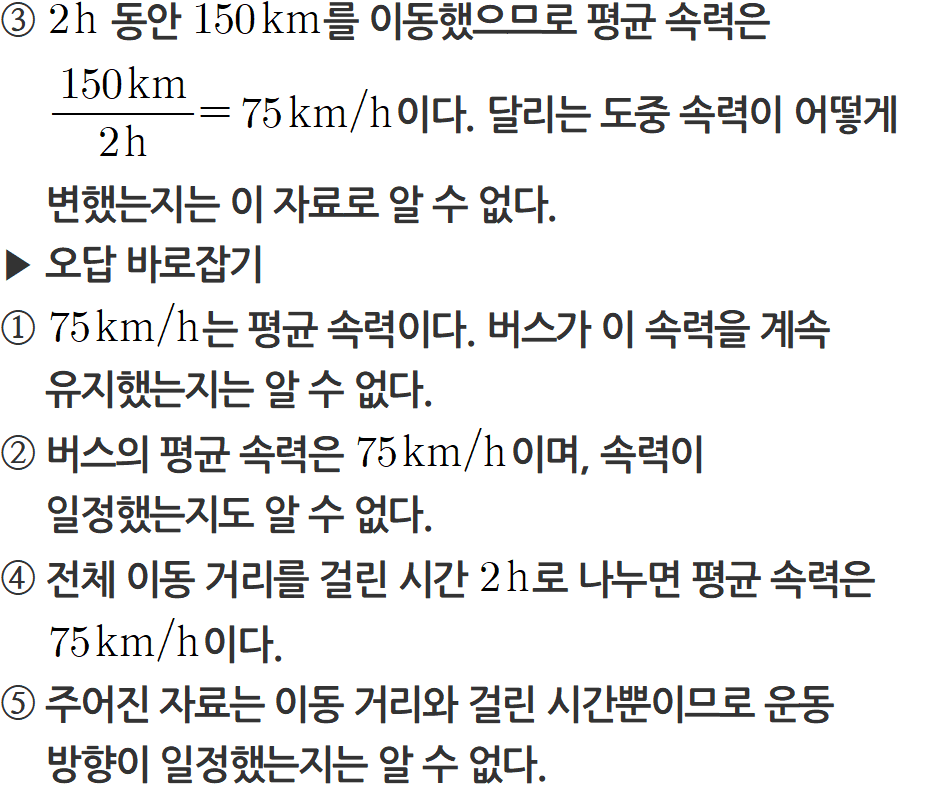 ③ 2h 동안 150km를 이동했으므로 평균 속력은
150km/2h = 75km/h이다. 달리는 도중 속력이 어떻게
변했는지는 이 자료로 알 수 없다.
▶ 오답 바로잡기
① 75km/h는 평균 속력이다. 버스가 이 속력을 계속
유지했는지는 알 수 없다.
② 버스의 평균 속력은 75km/h이며, 속력이
일정했는지도 알 수 없다.
④ 전체 이동 거리를 걸린 시간 2h로 나누면 평균 속력은
75km/h이다.
⑤ 주어진 자료는 이동 거리와 걸린 시간뿐이므로 운동
방향이 일정했는지는 알 수 없다.